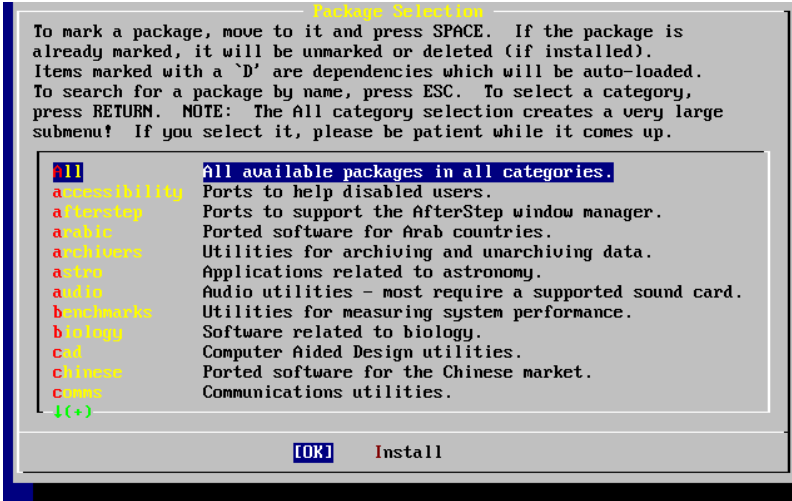 Package Selection
To mark a package, move to it and press SPACE.  If the package is
already marked, it will be unmarked or deleted (if installed).
Items marked with a `D' are dependencies which will be auto-loaded.
To search for a package by name, press ESC.  To select a category,
press RETURN.  NOTE:  The All category selection creates a very large
submenu!  If you select it, please be patient while it comes up.
All All available packages in all categories.
accessibility Ports to help disabled users.
afterstep Ports to support the AfterStep window manager.
arabic Ported software for Arab countries.
archivers Utilities for archiving and unarchiving data.
astro Applications related to astronomy.
audio Audio utilities - most require a supported sound card.
benchmarks Utilities for measuring system performance.
biology Software related to biology.
cad Computer Aided Design utilities.
chinese Ported software for the Chinese market.
comms Communications utilities.
↓(+)
[OK] Install